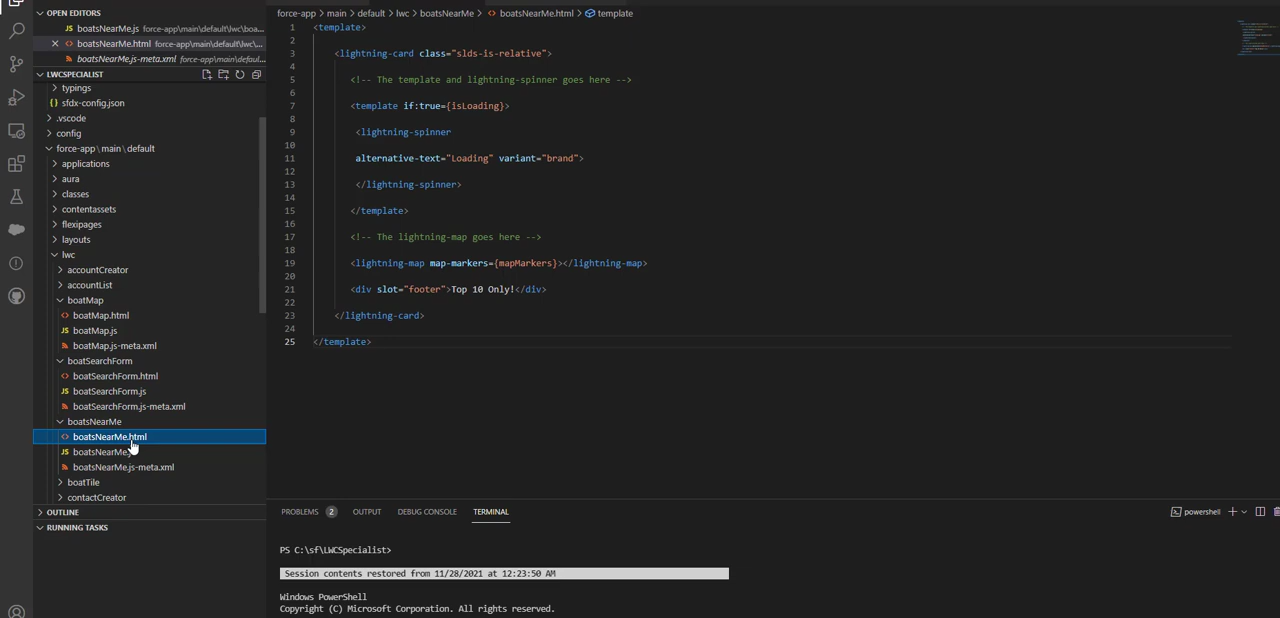 OPEN EDITORS
JS boatsNearMe.js force-app\main\default\lwc\boa...
boatsNearMe.html force-app\main\default\lwc\...
boatsNearMe.js-meta.xml force-app\main\defaul...
LWCSPECIALIST
typings
{} sfdx-config.json
.vscode
config
force-app\main\default
applications
aura
classes
contentassets
flexipages
layouts
lwc
accountCreator
accountList
boatMap
boatMap.html
JS boatMap.js
boatMap.js-meta.xml
boatSearchForm
boatSearchForm.html
JS boatSearchForm.js
boatSearchForm.js-meta.xml
boatsNearMe
boatsNearMe.html
JS boatsNearMe.
boatsNearMe.js-meta.xml
boatTile
contactCreator
OUTLINE
RUNNING TASKS
force-app > main > default > lwc > boatsNearMe > boatsNearMe.html > template
1 <template>
2
3 <lightning-card class="slds-is-relative">
4
5 <!-- The template and lightning-spinner goes here -->
6
7 <template if:true={isLoading}>
8
9 <lightning-spinner
10
11 alternative-text="Loading" variant="brand">
12
13 </lightning-spinner>
14
15 </template>
16
17 <!-- The lightning-map goes here -->
18
19 <lightning-map map-markers={mapMarkers}></lightning-map>
20
21 <div slot="footer">Top 10 Only!</div>
22
23 </lightning-card>
24
25 </template>
PROBLEMS 2 OUTPUT DEBUG CONSOLE TERMINAL powershell
PS C:\sf\LWCSpecialist>
Session contents restored from 11/28/2021 at 12:23:50 AM
Windows PowerShell
Copyright (C) Microsoft Corporation. All rights reserved.